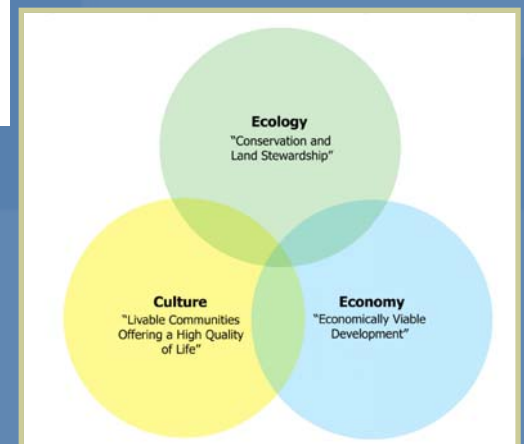 Ecology
“Conservation and
Land Stewardship”
Culture
“Livable Communities
Offering a High Quality
of Life”
Economy
“Economically Viable
Development”